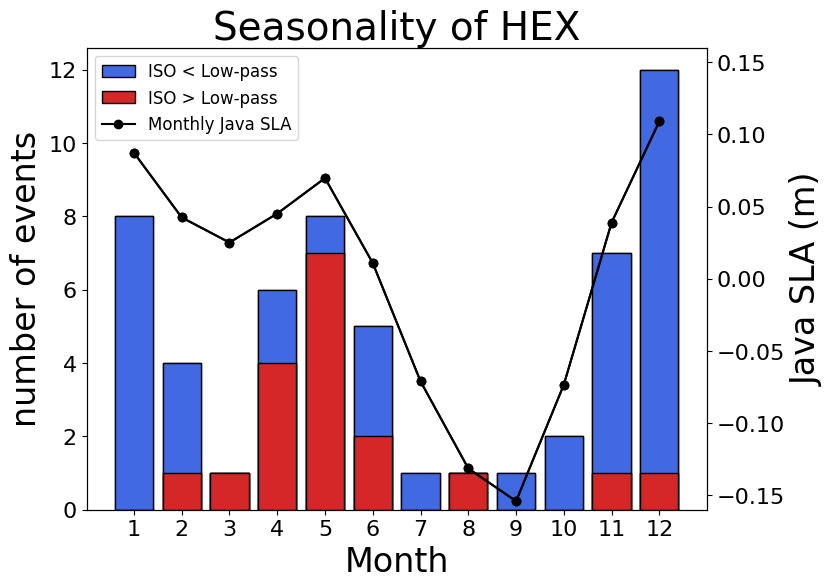 Seasonality of HEX
ISO < Low-pass
ISO > Low-pass
Monthly Java SLA
number of events
12
10
8
6
4
2
0
Java SLA (m)
0.15
0.10
0.05
0.00
−0.05
−0.10
−0.15
1 2 3 4 5 6 7 8 9 10 11 12
Month